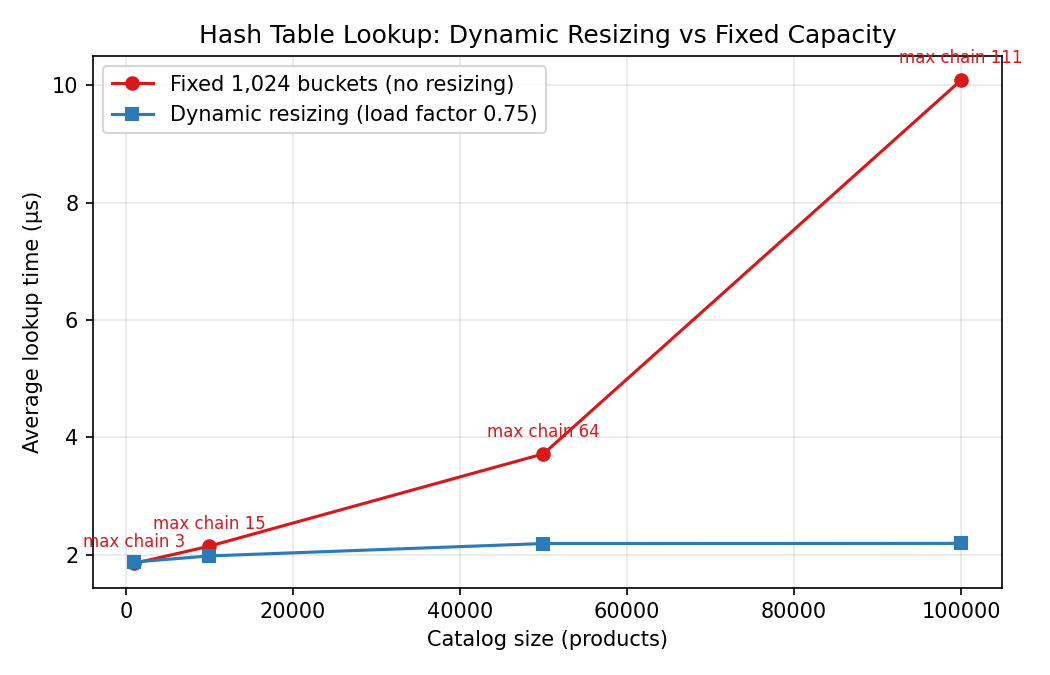 Hash Table Lookup: Dynamic Resizing vs Fixed Capacity
max chain 111
Fixed 1,024 buckets (no resizing)
Dynamic resizing (load factor 0.75)
10
8
6
4
2
Average lookup time (µs)
max chain 64
max chain 15
max chain 3
0
20000
40000
60000
80000
100000
Catalog size (products)